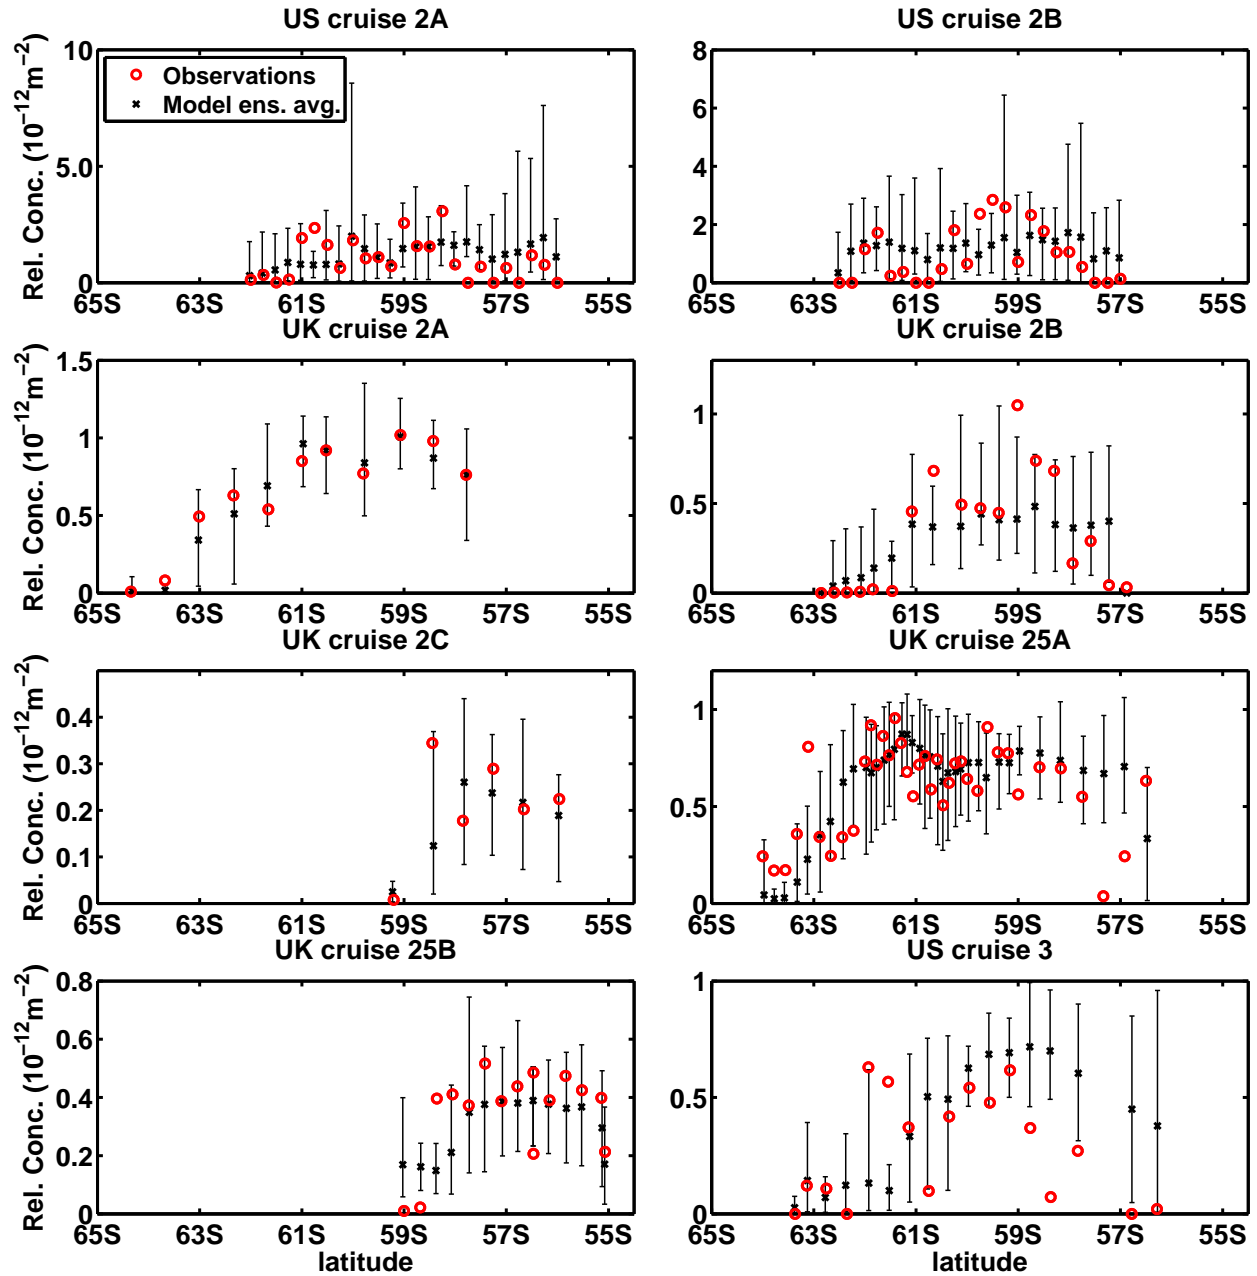 US cruise 2A
US cruise 2B
Rel. Conc. (10⁻¹²m⁻²)
10
5.0
0
Observations
Model ens. avg.
65S 63S 61S 59S 57S 55S
8
6
4
2
0
65S 63S 61S 59S 57S 55S
UK cruise 2A
UK cruise 2B
Rel. Conc. (10⁻¹²m⁻²)
1.5
1
0.5
0
65S 63S 61S 59S 57S 55S
1
0.5
0
65S 63S 61S 59S 57S 55S
UK cruise 2C
UK cruise 25A
Rel. Conc. (10⁻¹²m⁻²)
0.4
0.3
0.2
0.1
0
65S 63S 61S 59S 57S 55S
1
0.5
0
65S 63S 61S 59S 57S 55S
UK cruise 25B
US cruise 3
Rel. Conc. (10⁻¹²m⁻²)
0.8
0.6
0.4
0.2
0
65S 63S 61S 59S 57S 55S
latitude
1
0.5
0
65S 63S 61S 59S 57S 55S
latitude